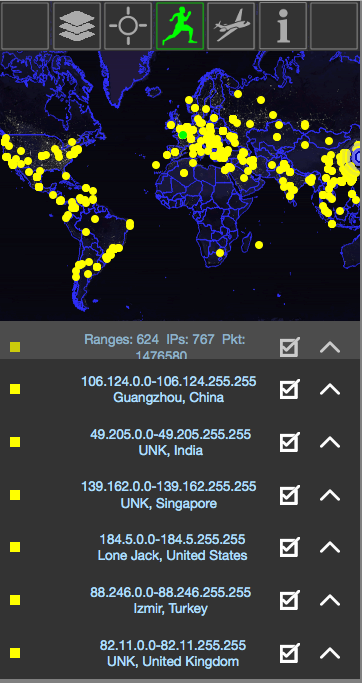 Ranges: 624 IPs: 767 Pkt:
1476580
106.124.0.0-106.124.255.255
Guangzhou, China
49.205.0.0-49.205.255.255
UNK, India
139.162.0.0-139.162.255.255
UNK, Singapore
184.5.0.0-184.5.255.255
Lone Jack, United States
88.246.0.0-88.246.255.255
Izmir, Turkey
82.11.0.0-82.11.255.255
UNK, United Kingdom